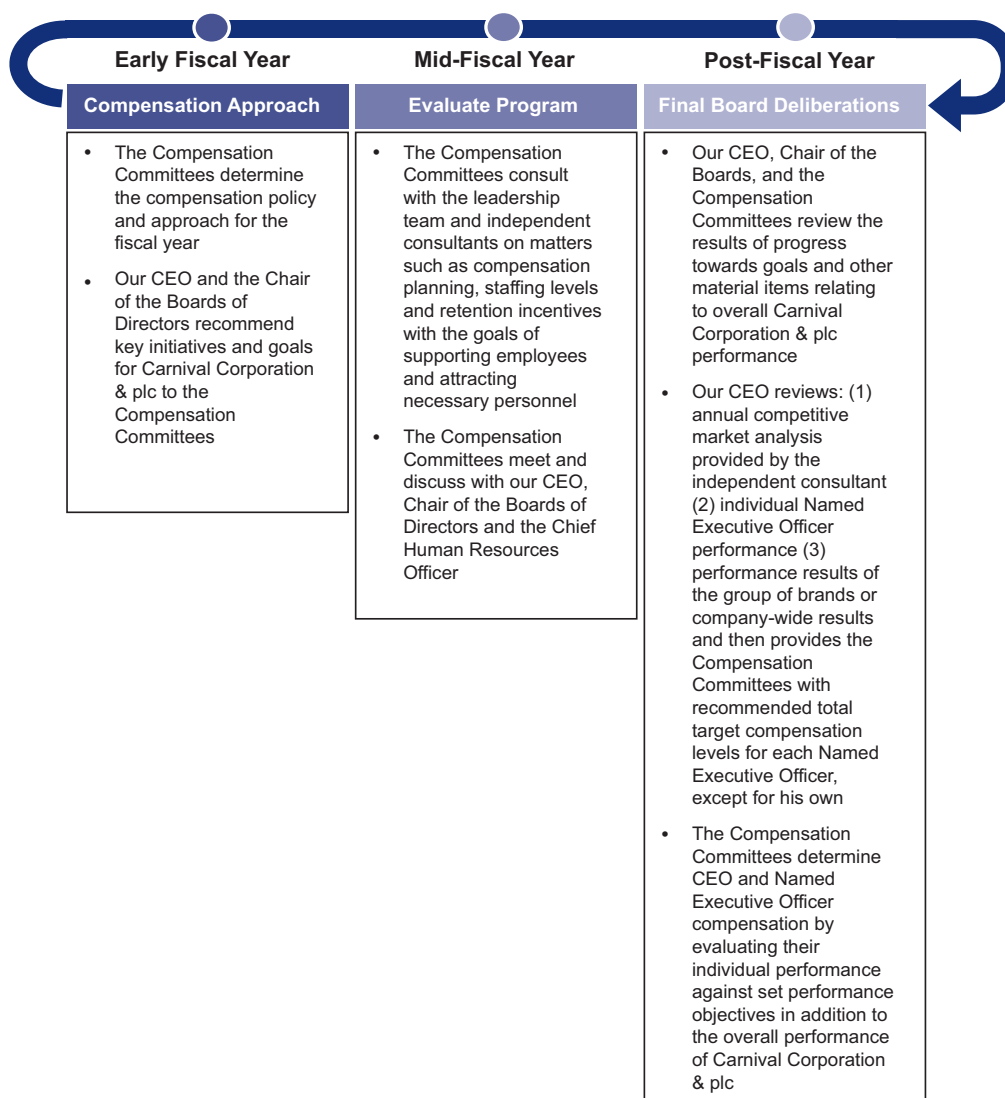 Early Fiscal Year
Compensation Approach
• The Compensation
Committees determine
the compensation policy
and approach for the
fiscal year
• Our CEO and the Chair
of the Boards of
Directors recommend
key initiatives and goals
for Carnival Corporation
& plc to the
Compensation
Committees
Mid-Fiscal Year
Evaluate Program
• The Compensation
Committees consult
with the leadership
team and independent
consultants on matters
such as compensation
planning, staffing levels
and retention incentives
with the goals of
supporting employees
and attracting
necessary personnel
• The Compensation
Committees meet and
discuss with our CEO,
Chair of the Boards of
Directors and the Chief
Human Resources
Officer
Post-Fiscal Year
Final Board Deliberations
• Our CEO, Chair of the
Boards, and the
Compensation
Committees review the
results of progress
towards goals and other
material items relating
to overall Carnival
Corporation & plc
performance
• Our CEO reviews: (1)
annual competitive
market analysis
provided by the
independent consultant
(2) individual Named
Executive Officer
performance (3)
performance results of
the group of brands or
company-wide results
and then provides the
Compensation
Committees with
recommended total
target compensation
levels for each Named
Executive Officer,
except for his own
• The Compensation
Committees determine
CEO and Named
Executive Officer
compensation by
evaluating their
individual performance
against set performance
objectives in addition to
the overall performance
of Carnival Corporation
& plc